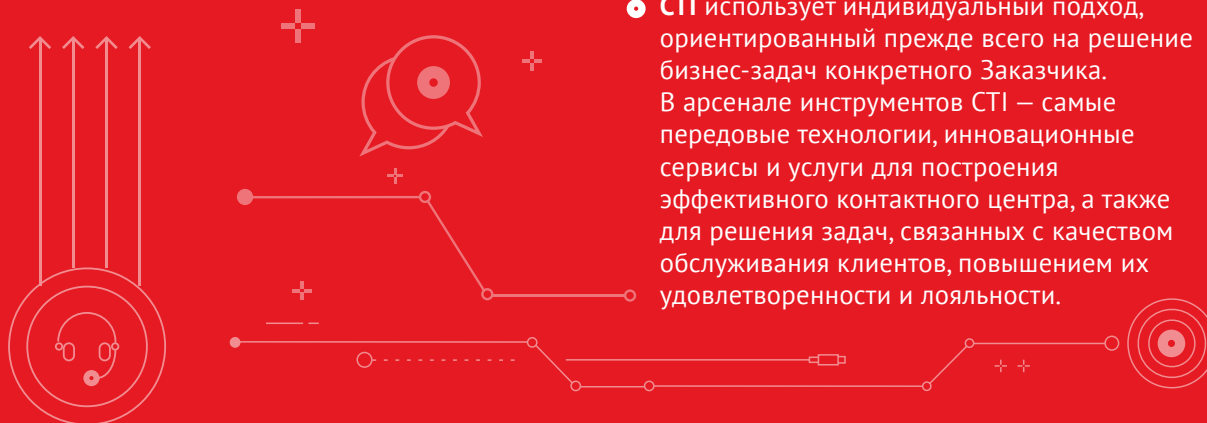 CTI использует индивидуальный подход,
ориентированный прежде всего на решение
бизнес-задач конкретного Заказчика.
В арсенале инструментов CTI — самые
передовые технологии, инновационные
сервисы и услуги для построения
эффективного контактного центра, а также
для решения задач, связанных с качеством
обслуживания клиентов, повышением их
удовлетворенности и лояльности.